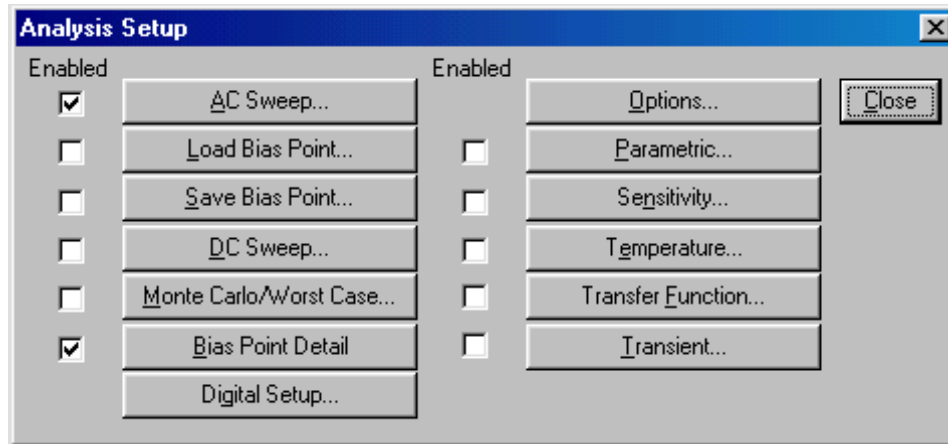 Analysis Setup
Enabled
AC Sweep...
Load Bias Point...
Save Bias Point...
DC Sweep...
Monte Carlo/Worst Case...
Bias Point Detail
Digital Setup...
Enabled
Options...
Parametric...
Sensitivity...
Temperature...
Transfer Function...
Transient...
Close